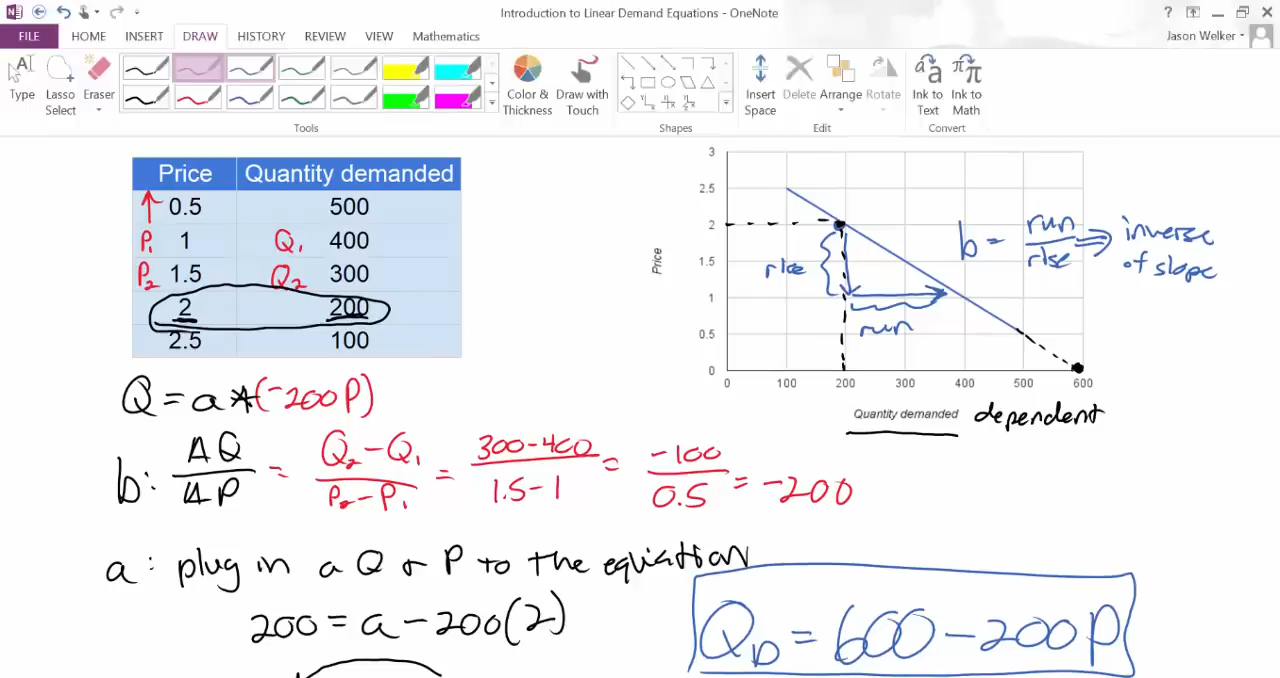 Introduction to Linear Demand Equations - OneNote
?
FILE HOME INSERT DRAW HISTORY REVIEW VIEW Mathematics
Jason Welker
Type
Lasso Select
Eraser
Color & Thickness
Draw with Touch
Insert Space
Delete
Arrange
Rotate
Ink to Text
Ink to Math
Tools
Shapes
Edit
Convert
Price Quantity demanded
0.5 500
P1 1 Q1 400
P2 1.5 Q2 300
2 200
2.5 100
Q = a + (-200P)
b: ΔQ/ΔP = Q2-Q1/P2-P1 = 300-400/1.5-1 = -100/0.5 = -200
a: plug in a Q & P to the equation
200 = a - 200(2)
QD = 600 - 200P
3
2.5
2
1.5
1
0.5
0
Price
0 100 200 300 400 500 600
Quantity demanded dependent
rise
run
b = run/rise ⇒ inverse of slope